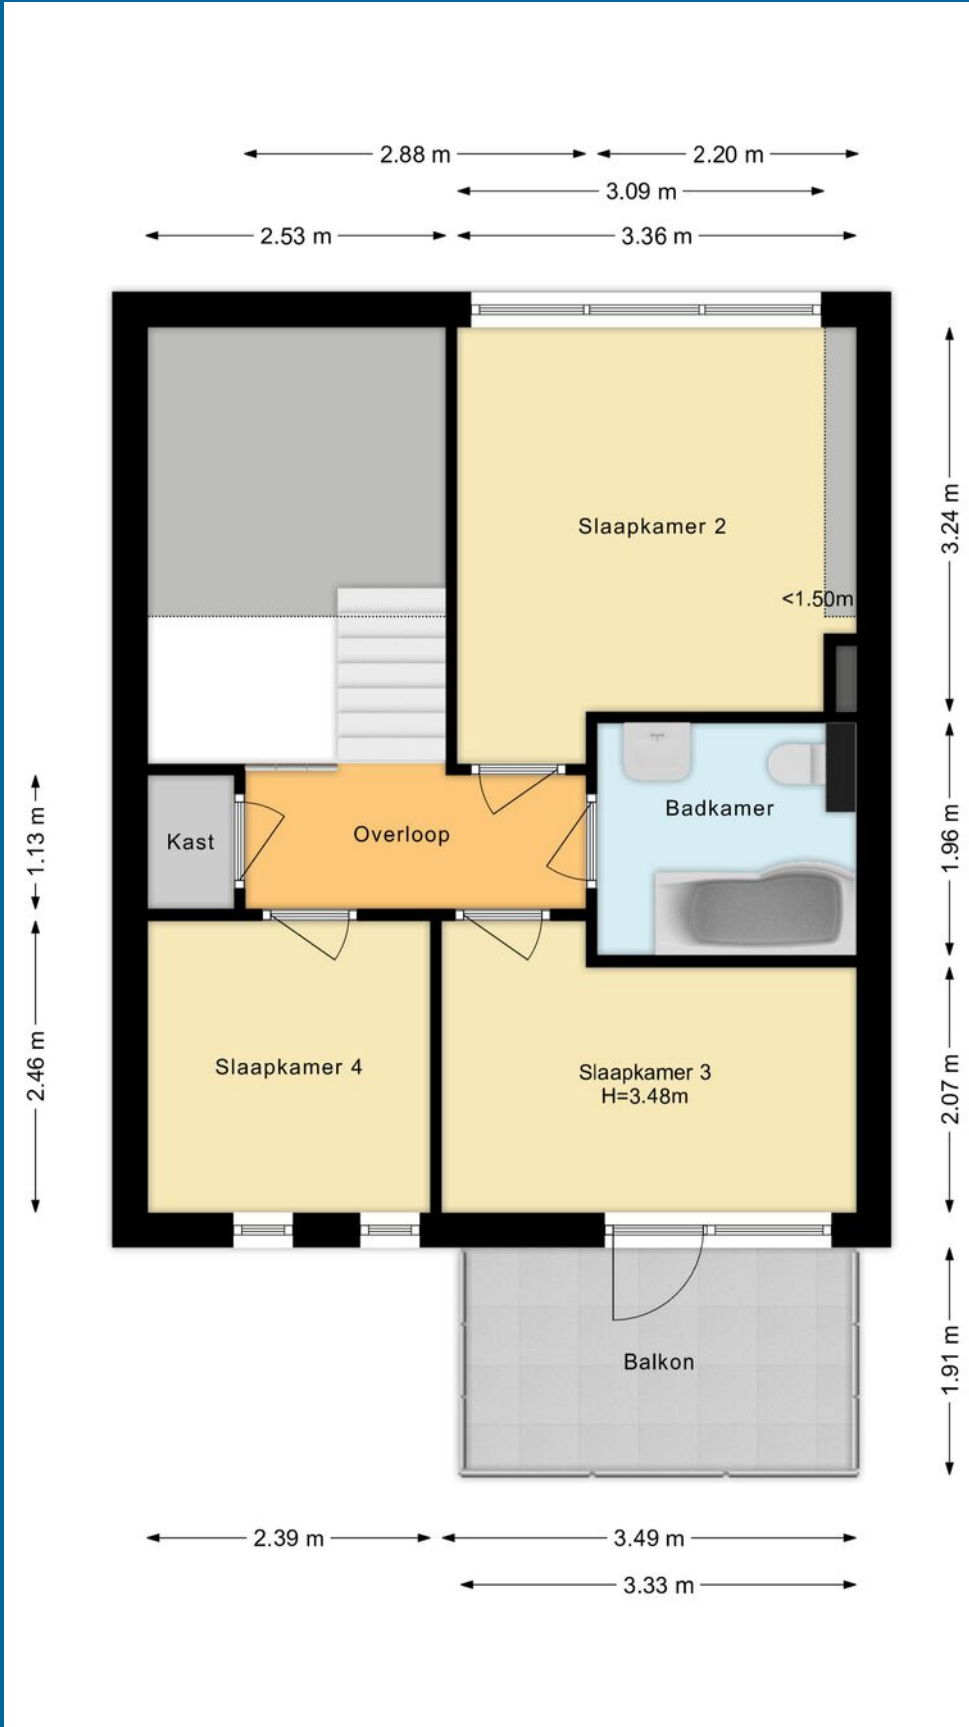 2.88 m
2.20 m
3.09 m
2.53 m
3.36 m
3.24 m
Slaapkamer 2
<1.50m
Badkamer
1.13 m
Kast
Overloop
1.96 m
2.46 m
Slaapkamer 4
Slaapkamer 3
H=3.48m
2.07 m
Balkon
1.91 m
2.39 m
3.49 m
3.33 m